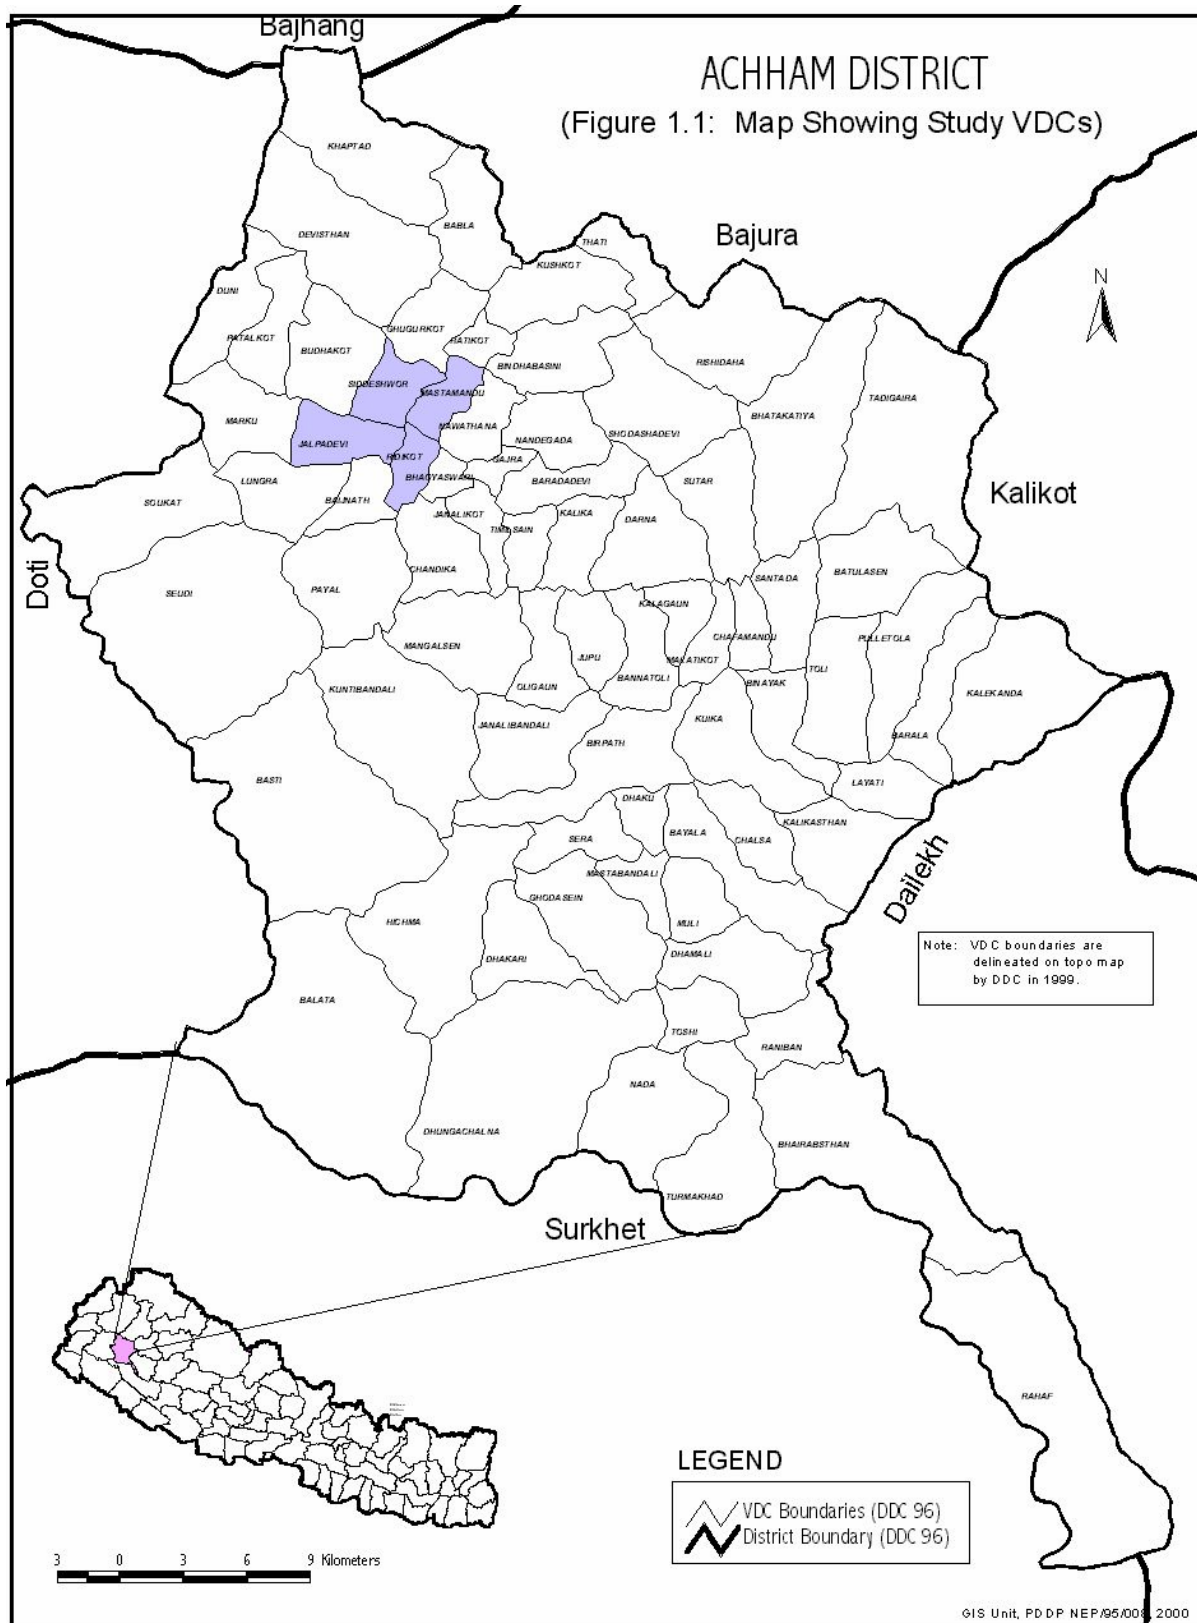 Bajhang
ACHHAM DISTRICT
(Figure 1.1: Map Showing Study VDCs)
KHAPTAD
BABLA
DEVISTHAN
Bajura
THATI
KUSHKOT
N
DUNI
GHUGURKOT
PATALKOT
RATIKOT
BUDHAKOT
BINDHABASINI
RISHIDAHA
SIDDESHWOR
MASTAMANDU
TADIGAIRA
BHATAKATIYA
MARKU
NAWATHANA
SHODASHADEVI
JALPADEVI
NANDEGADA
RIDIKOT
GAJRA
BHAGYASWARI
LUNGRA
BARADADEVI
SUTAR
Kalikot
SOUKAT
BAIJNATH
JANALIKOT
KALIKA
DARNA
TIMILSAIN
Doti
CHANDIKA
BATULASEN
SANTADA
SEUDI
PAYAL
KALAGAUN
CHAFAMANDU
PULLETOLA
MANGALSEN
JUPU
MALATIKOT
TOLI
BANNATOLI
BINAYAK
KUNTIBANDALI
OLIGAUN
KALEKANDA
KUIKA
JANALIBANDALI
BARALA
BIRPATH
BASTI
LAYATI
DHAKU
KALIKASTHAN
BAYALA
SERA
CHALSA
MASTABANDALI
Dailekh
GHODASEIN
HICHMA
MULI
Note: VDC boundaries are
delineated on topo map
by DDC in 1999.
DHAMALI
DHAKARI
BALATA
TOSHI
RANIBAN
NADA
DHUNGACHALNA
BHAIRABSTHAN
TURMAKHAD
Surkhet
RAHAF
LEGEND
VDC Boundaries (DDC 96)
District Boundary (DDC 96)
3 0 3 6 9 Kilometers
GIS Unit, PDDP NEP/95/008, 2000